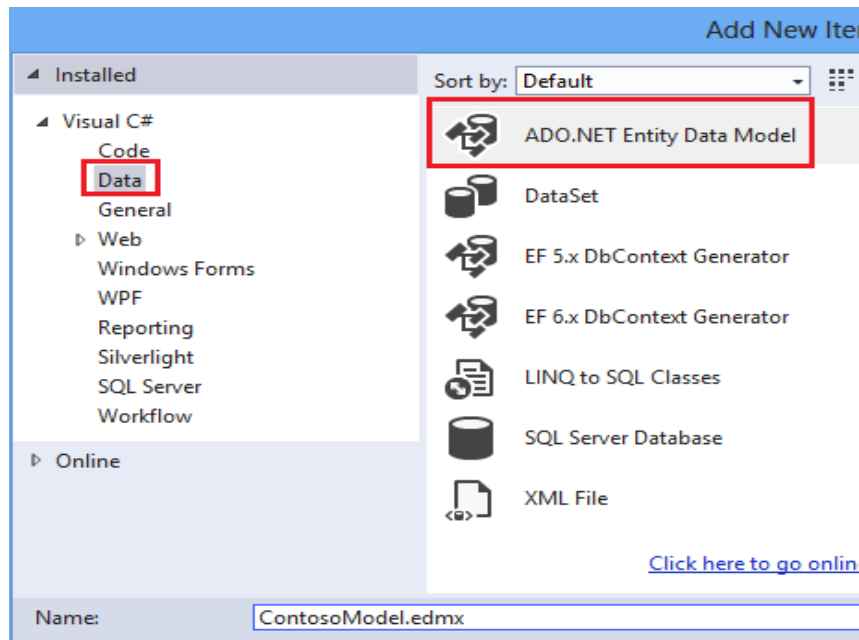 Add New Ite
Installed
Sort by: Default
Visual C#
Code
Data
General
Web
Windows Forms
WPF
Reporting
Silverlight
SQL Server
Workflow
Online
ADO.NET Entity Data Model
DataSet
EF 5.x DbContext Generator
EF 6.x DbContext Generator
LINQ to SQL Classes
SQL Server Database
XML File
Click here to go onlin
Name: ContosoModel.edmx